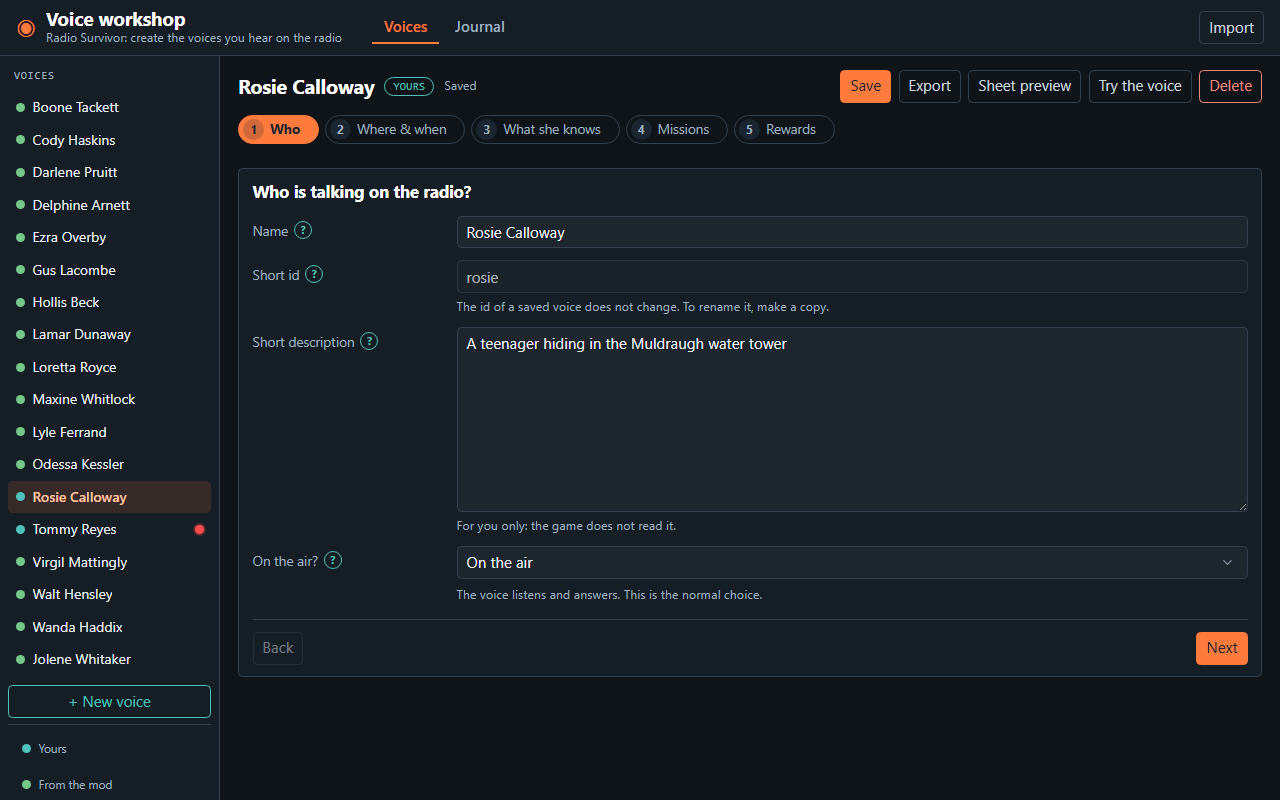 Voice workshop
Radio Survivor: create the voices you hear on the radio
Voices
Journal
Import
VOICES
Boone Tackett
Cody Haskins
Darlene Pruitt
Delphine Arnett
Ezra Overby
Gus Lacombe
Hollis Beck
Lamar Dunaway
Loretta Royce
Maxine Whitlock
Lyle Ferrand
Odessa Kessler
Rosie Calloway
Tommy Reyes
Virgil Mattingly
Walt Hensley
Wanda Haddix
Jolene Whitaker
+ New voice
Yours
From the mod
Rosie Calloway YOURS Saved
Save Export Sheet preview Try the voice Delete
1 Who 2 Where & when 3 What she knows 4 Missions 5 Rewards
Who is talking on the radio?
Name ? Rosie Calloway
Short id ? rosie
The id of a saved voice does not change. To rename it, make a copy.
Short description ? A teenager hiding in the Muldraugh water tower
For you only: the game does not read it.
On the air? ? On the air
The voice listens and answers. This is the normal choice.
Back Next